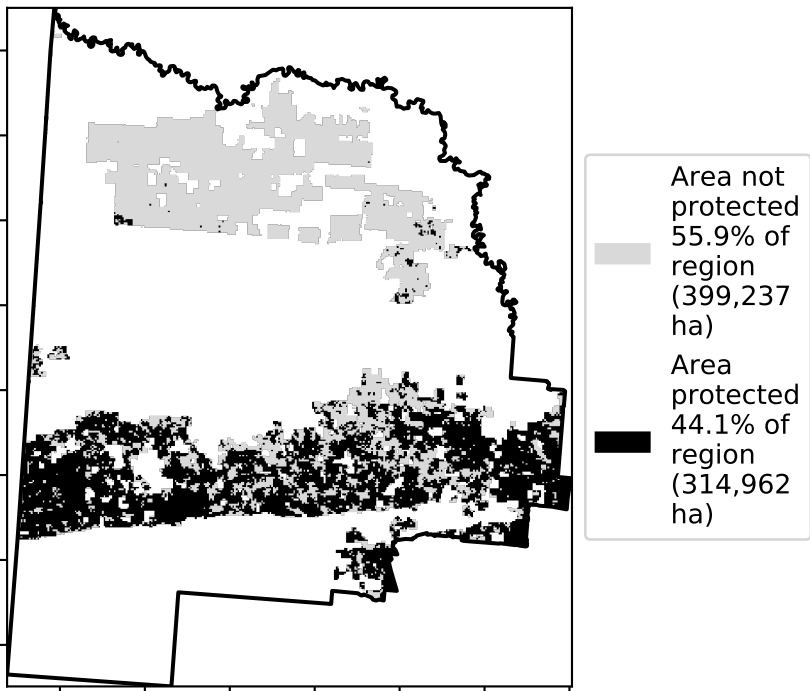 Area not
protected
55.9% of
region
(399,237
ha)
Area
protected
44.1% of
region
(314,962
ha)